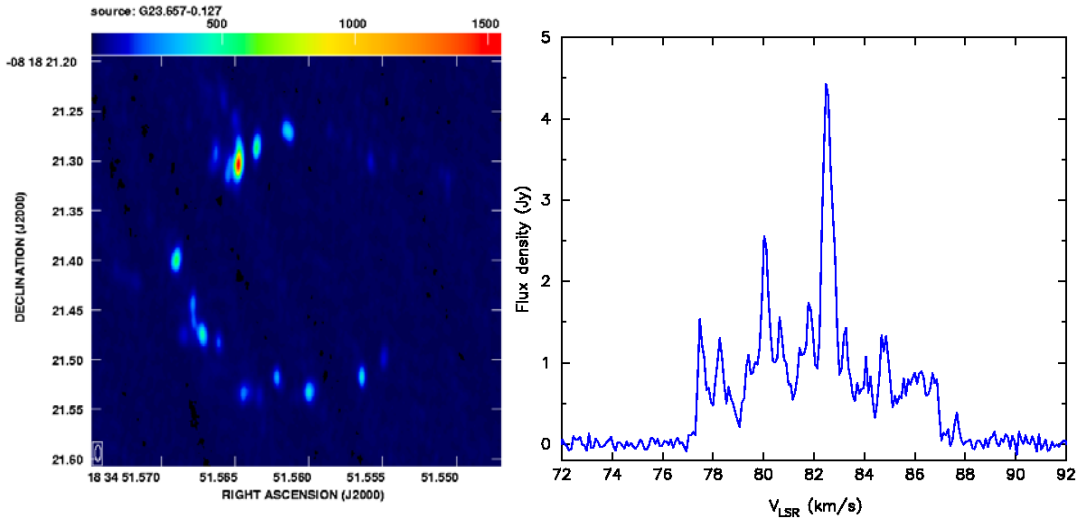 source: G23.657-0.127
500 1000 1500
-08 18 21.20
21.25
21.30
21.35
21.40
21.45
21.50
21.55
21.60
DECLINATION (J2000)
18 34 51.570 51.565 51.560 51.555 51.550
RIGHT ASCENSION (J2000)
5
4
3
2
1
0
Flux density (Jy)
72 74 76 78 80 82 84 86 88 90 92
VLSR (km/s)